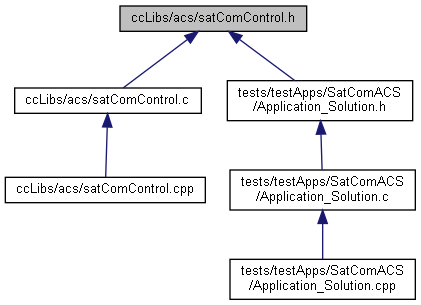 ccLibs/acs/satComControl.h
ccLibs/acs/satComControl.c
tests/testApps/SatComACS
/Application_Solution.h
ccLibs/acs/satComControl.cpp
tests/testApps/SatComACS
/Application_Solution.c
tests/testApps/SatComACS
/Application_Solution.cpp